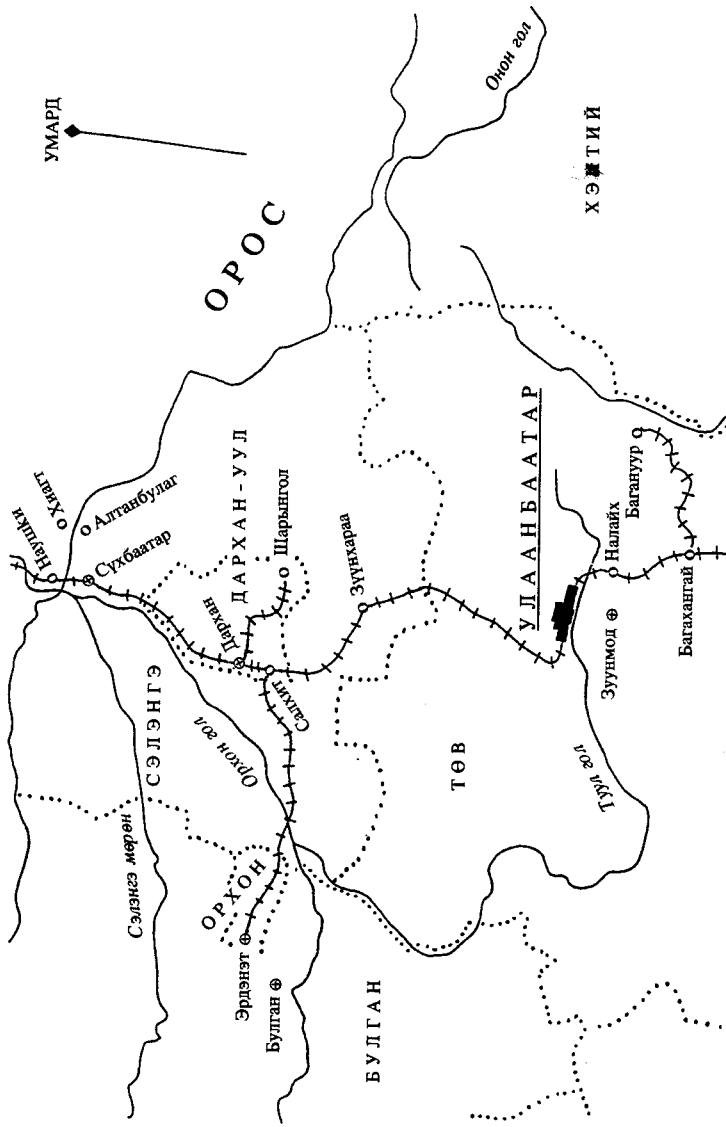 УМАРД
ОРОС
Онон гол
Наушки
Хиагт
Алтанбулаг
Сүхбаатар
СЭЛЭНГЭ
Сэлэнгэ мөрөн
Орхон гол
ДАРХАН-УУЛ
Дархан
Шарынгол
Салхит
Зүүнхараа
ОРХОН
Эрдэнэт
Булган
БУЛГАН
ТӨВ
УЛААНБААТАР
Туул гол
Налайх
Зуунмод
Багануур
Багахангай